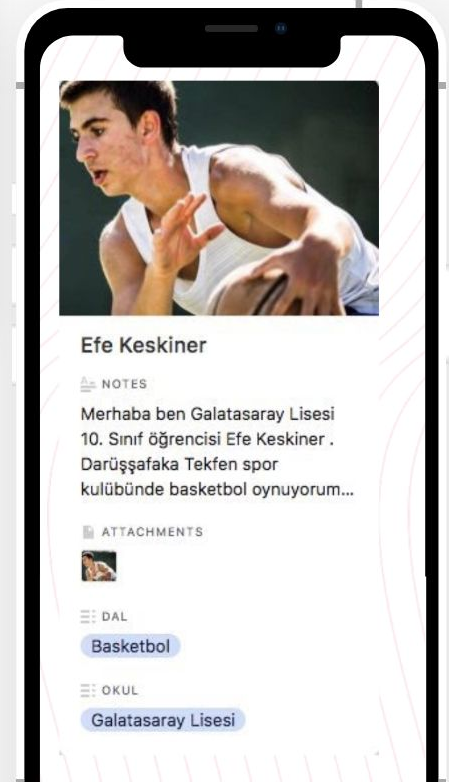 Efe Keskiner
NOTES
Merhaba ben Galatasaray Lisesi
10. Sınıf öğrencisi Efe Keskiner .
Darüşşafaka Tekfen spor
kulübünde basketbol oynuyorum...
ATTACHMENTS
DAL
Basketbol
OKUL
Galatasaray Lisesi